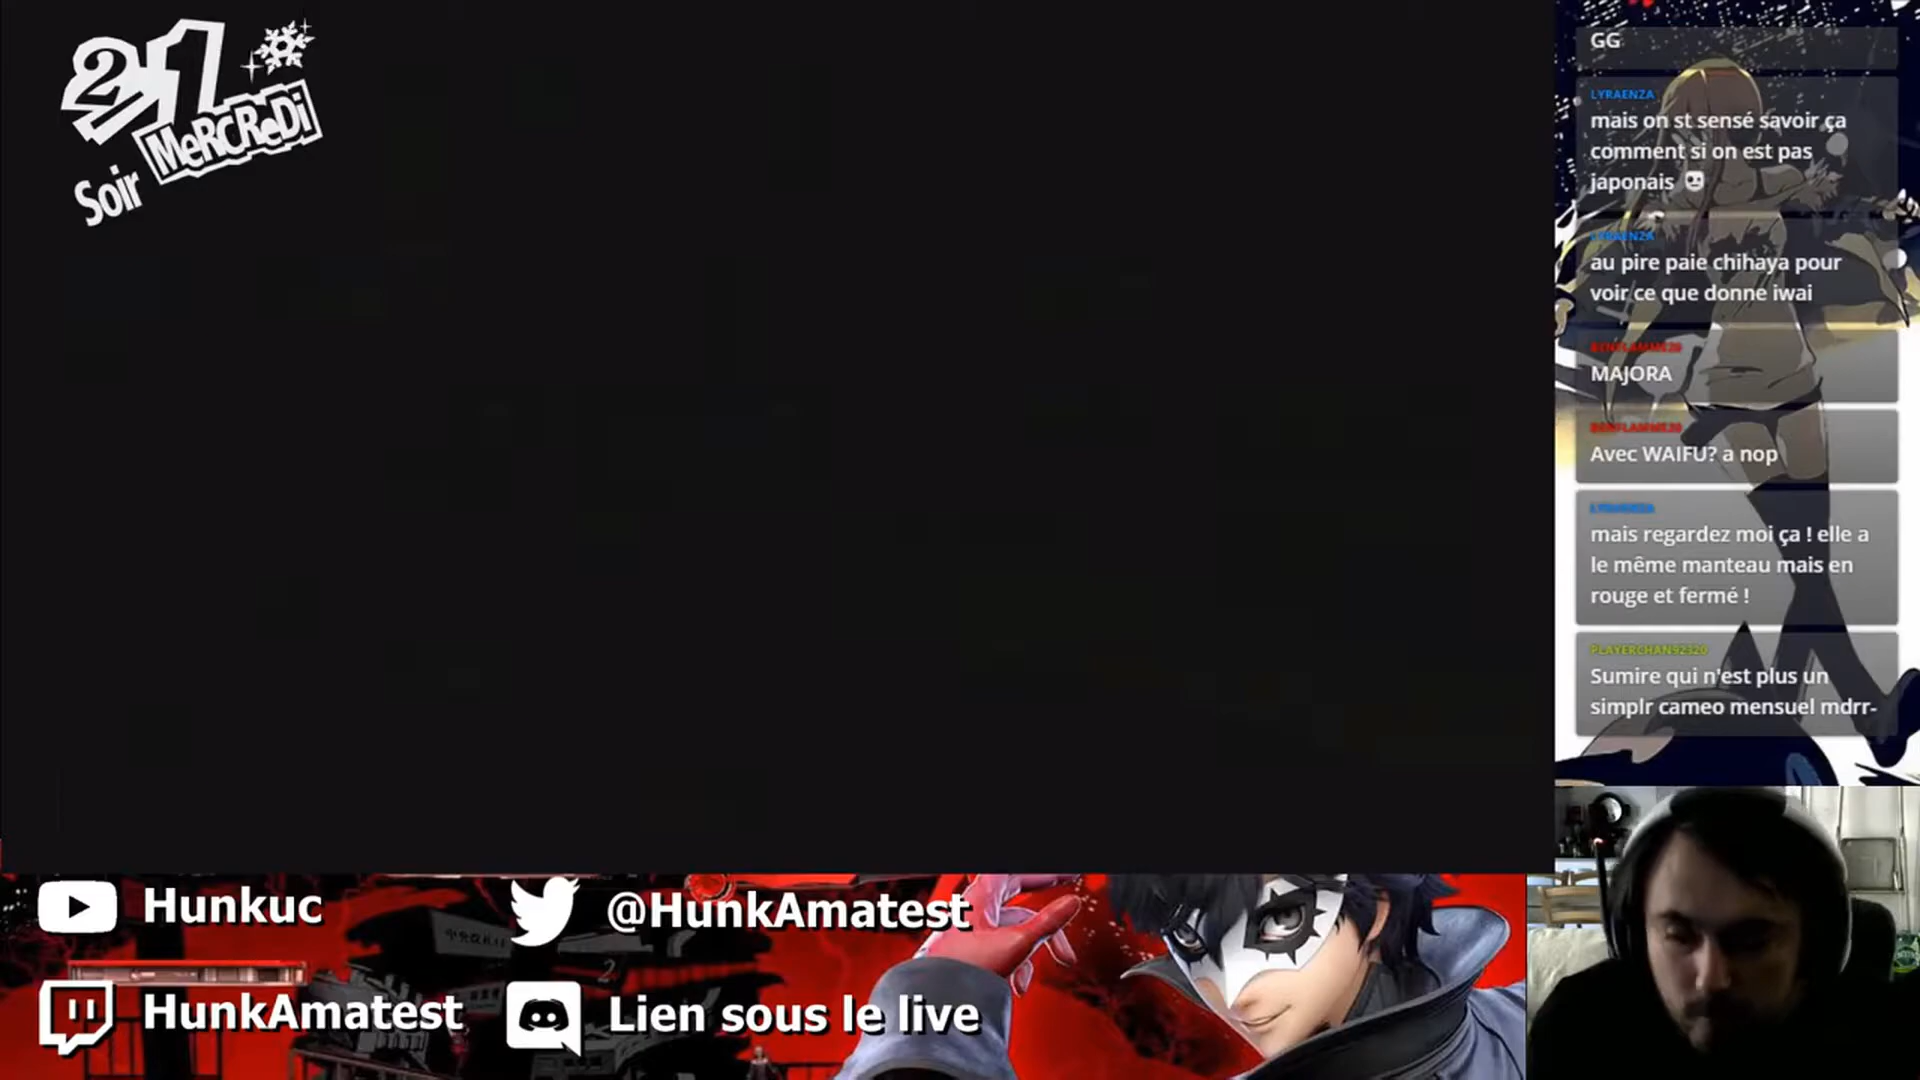 21
MeRCReDi
Soir
GG
LYRAENZA
mais on st sensé savoir ça
comment si on est pas
japonais
LYRAENZA
au pire paie chihaya pour
voir ce que donne iwai
MAJORA
Avec WAIFU? a nop
LYRAENZA
mais regardez moi ça ! elle a
le même manteau mais en
rouge et fermé !
PLAYERCHAN92320
Sumire qui n'est plus un
simplr cameo mensuel mdrr-
Hunkuc
@HunkAmatest
HunkAmatest
Lien sous le live